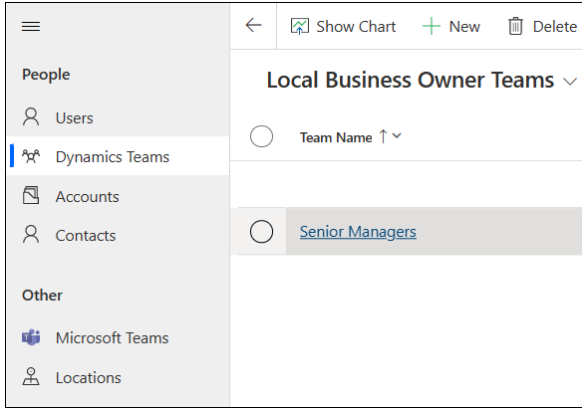 Show Chart New Delete
People
Local Business Owner Teams
Users
Team Name
Dynamics Teams
Accounts
Senior Managers
Contacts
Other
Microsoft Teams
Locations